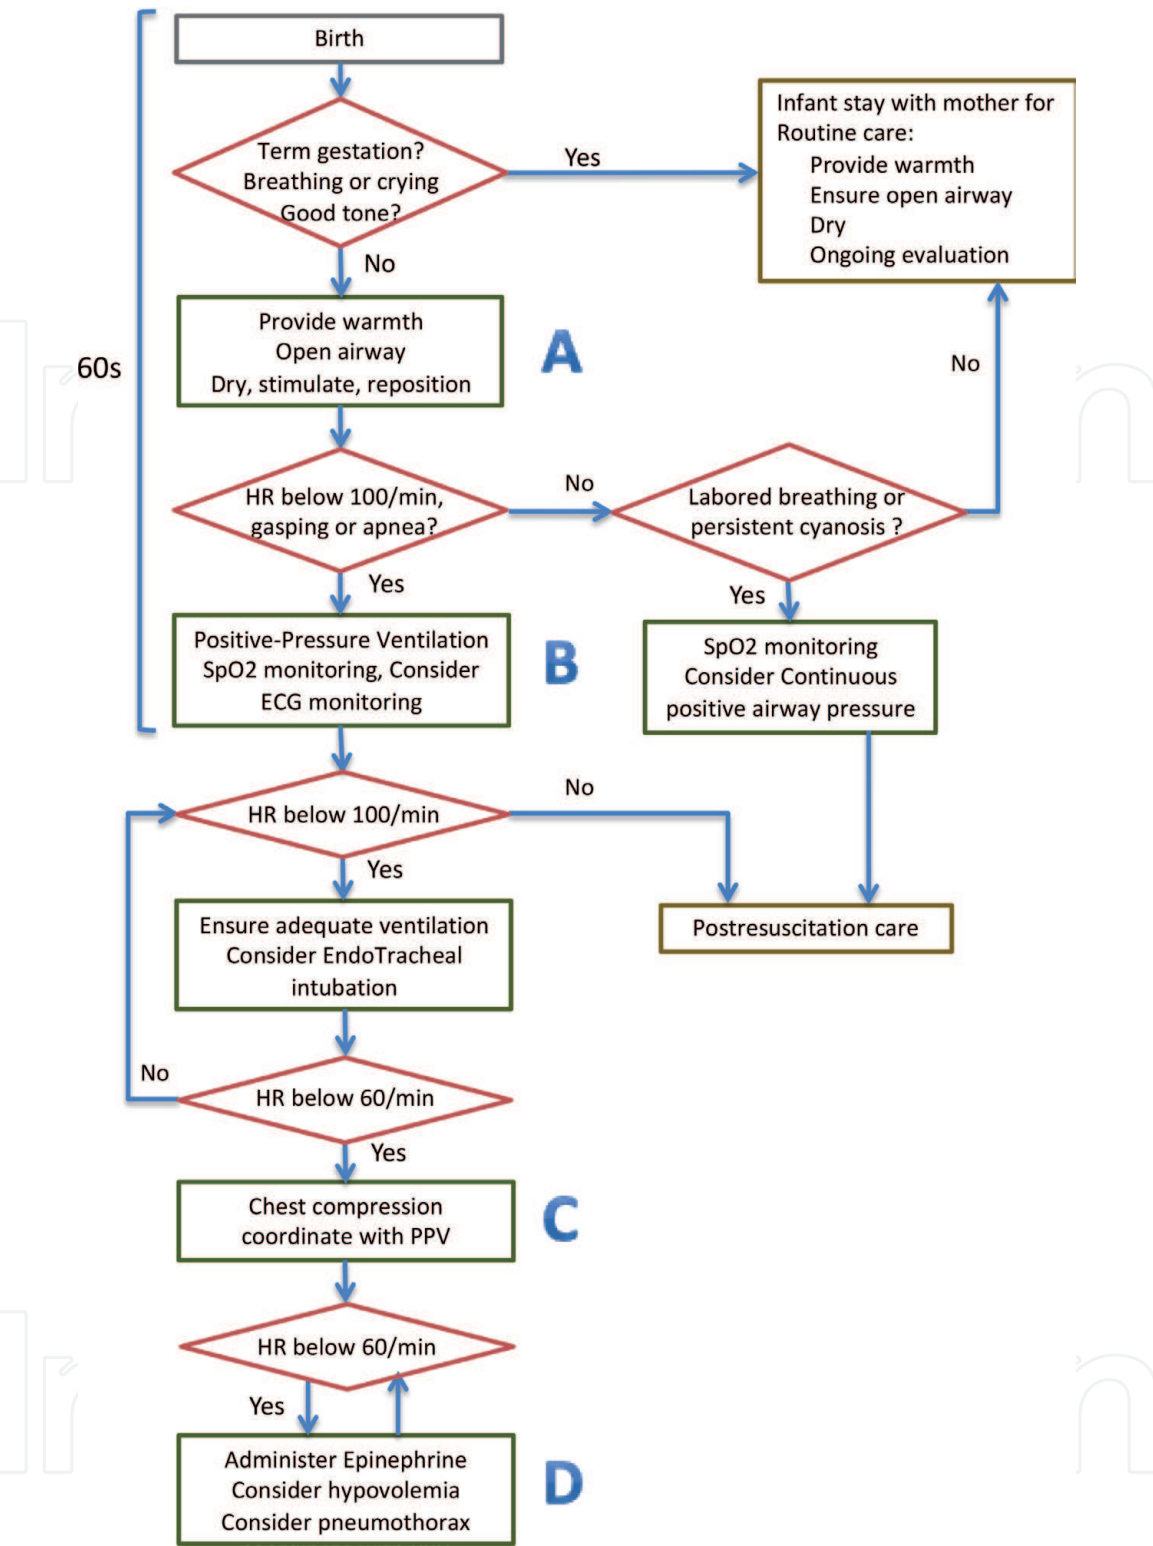 Birth
Term gestation?
Breathing or crying
Good tone?
Yes
Infant stay with mother for
Routine care:
Provide warmth
Ensure open airway
Dry
Ongoing evaluation
No
60s
Provide warmth
Open airway
Dry, stimulate, reposition
A
No
HR below 100/min,
gasping or apnea?
No
Labored breathing or
persistent cyanosis ?
Yes
Yes
Positive-Pressure Ventilation
SpO2 monitoring, Consider
ECG monitoring
B
SpO2 monitoring
Consider Continuous
positive airway pressure
HR below 100/min
No
Yes
Ensure adequate ventilation
Consider EndoTracheal
intubation
Postresuscitation care
No
HR below 60/min
Yes
Chest compression
coordinate with PPV
C
HR below 60/min
Yes
Administer Epinephrine
Consider hypovolemia
Consider pneumothorax
D